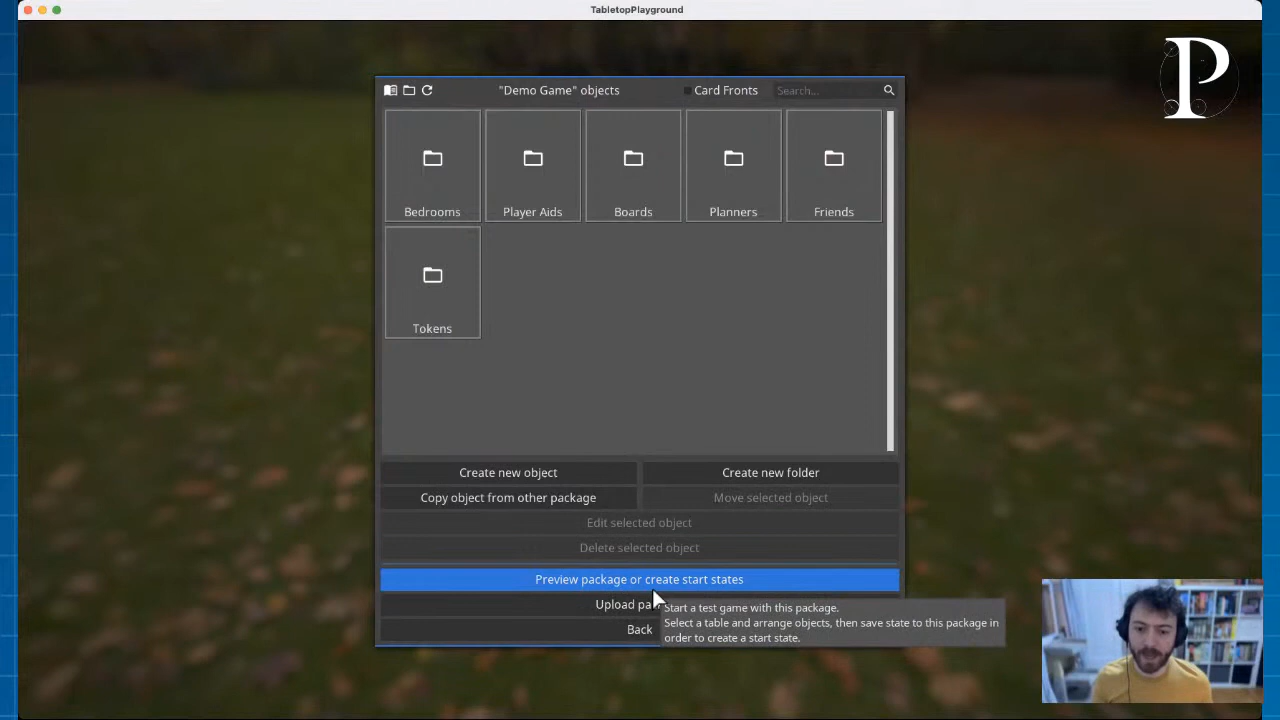 TabletopPlayground
P
"Demo Game" objects
Card Fronts
Search...
Bedrooms
Player Aids
Boards
Planners
Friends
Tokens
Create new object
Create new folder
Copy object from other package
Move selected object
Edit selected object
Delete selected object
Preview package or create start states
Upload
Start a test game with this package.
Select a table and arrange objects, then save state to this package in
order to create a start state.
Back